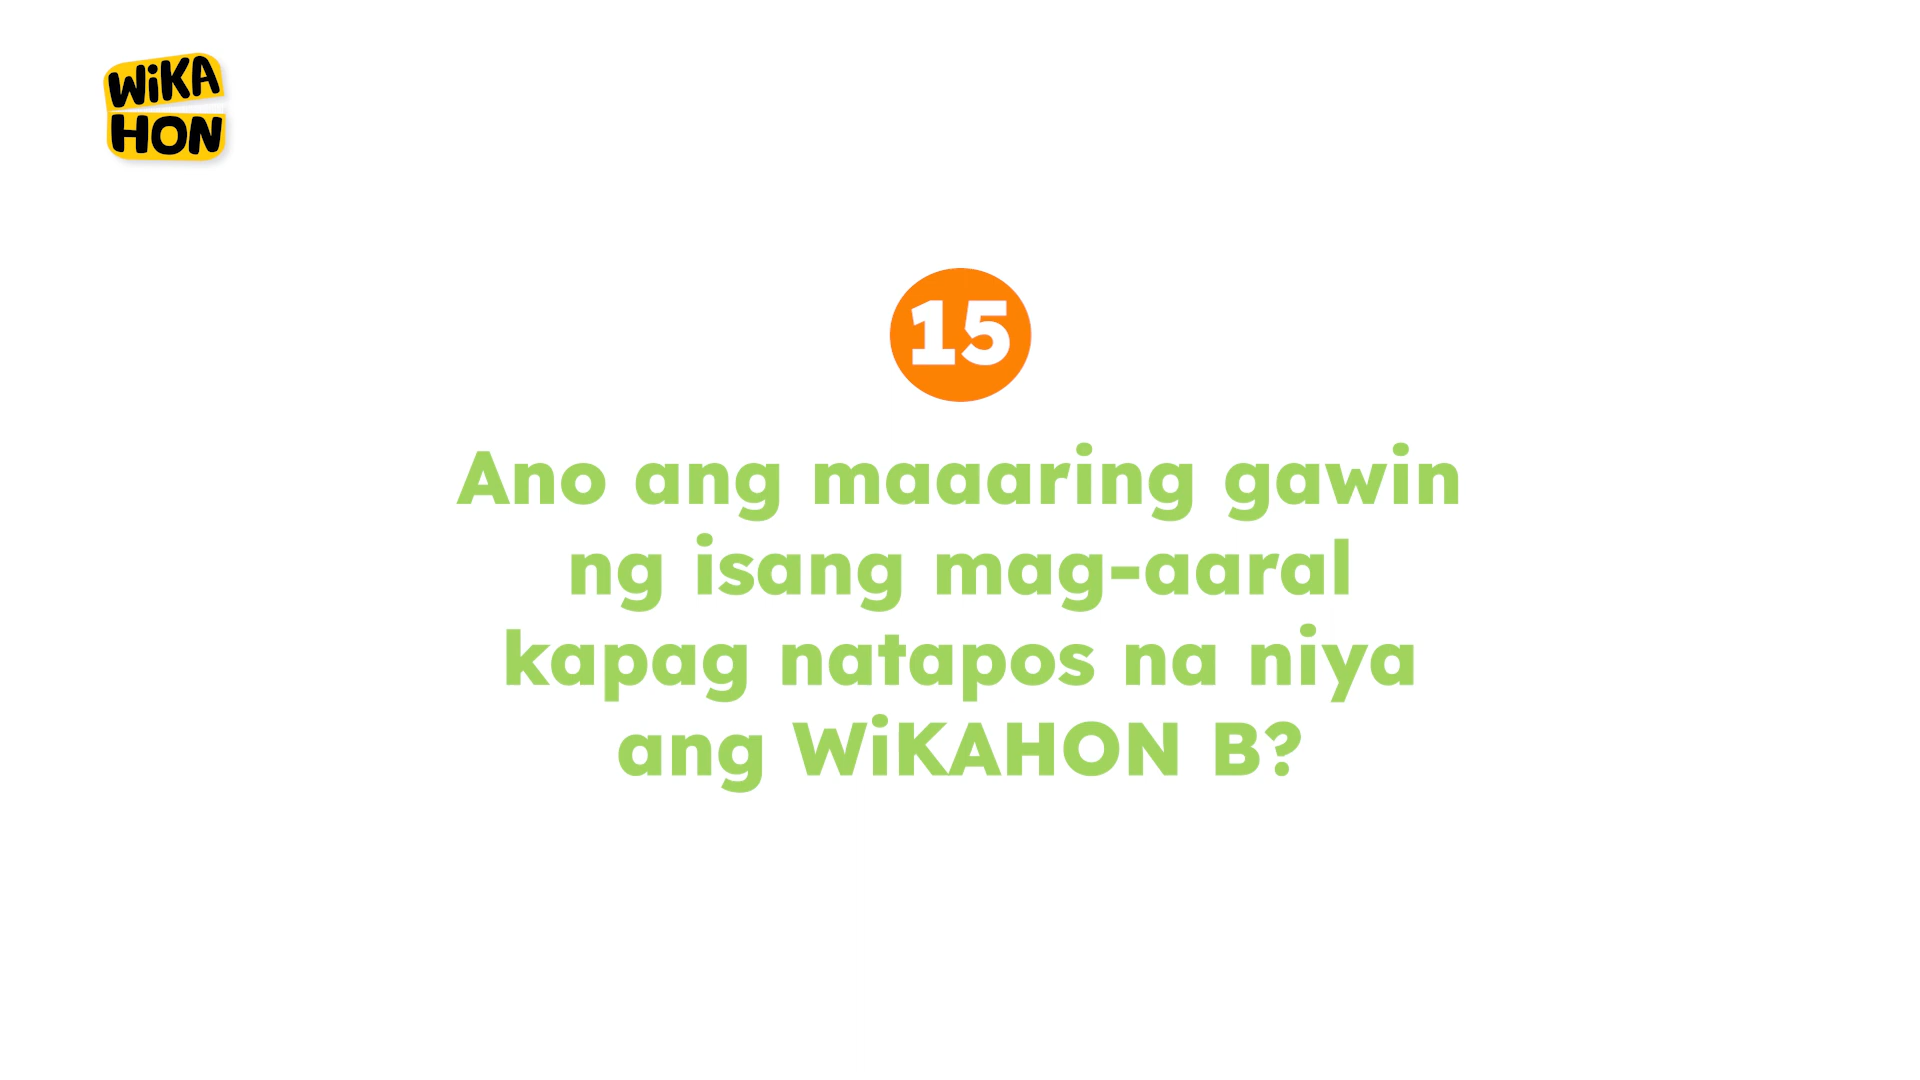 WiKA
HON
15
Ano ang maaaring gawin
ng isang mag-aaral
kapag natapos na niya
ang WiKAHON B?